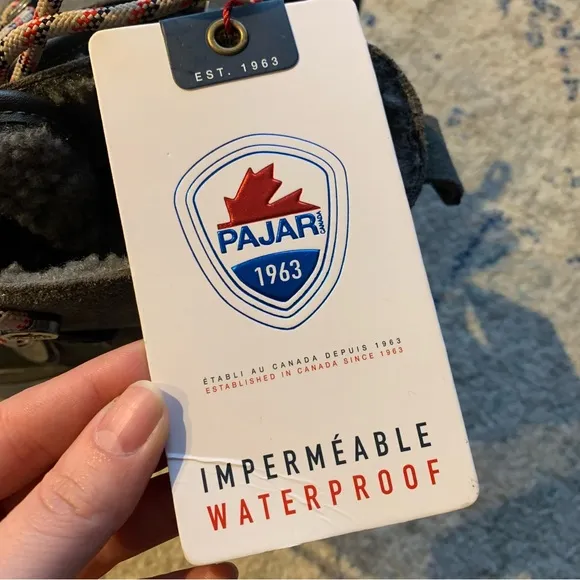 EST. 1963
PAJAR
CANADA
1963
ÉTABLI AU CANADA DEPUIS 1963
ESTABLISHED IN CANADA SINCE 1963
IMPERMÉABLE
WATERPROOF